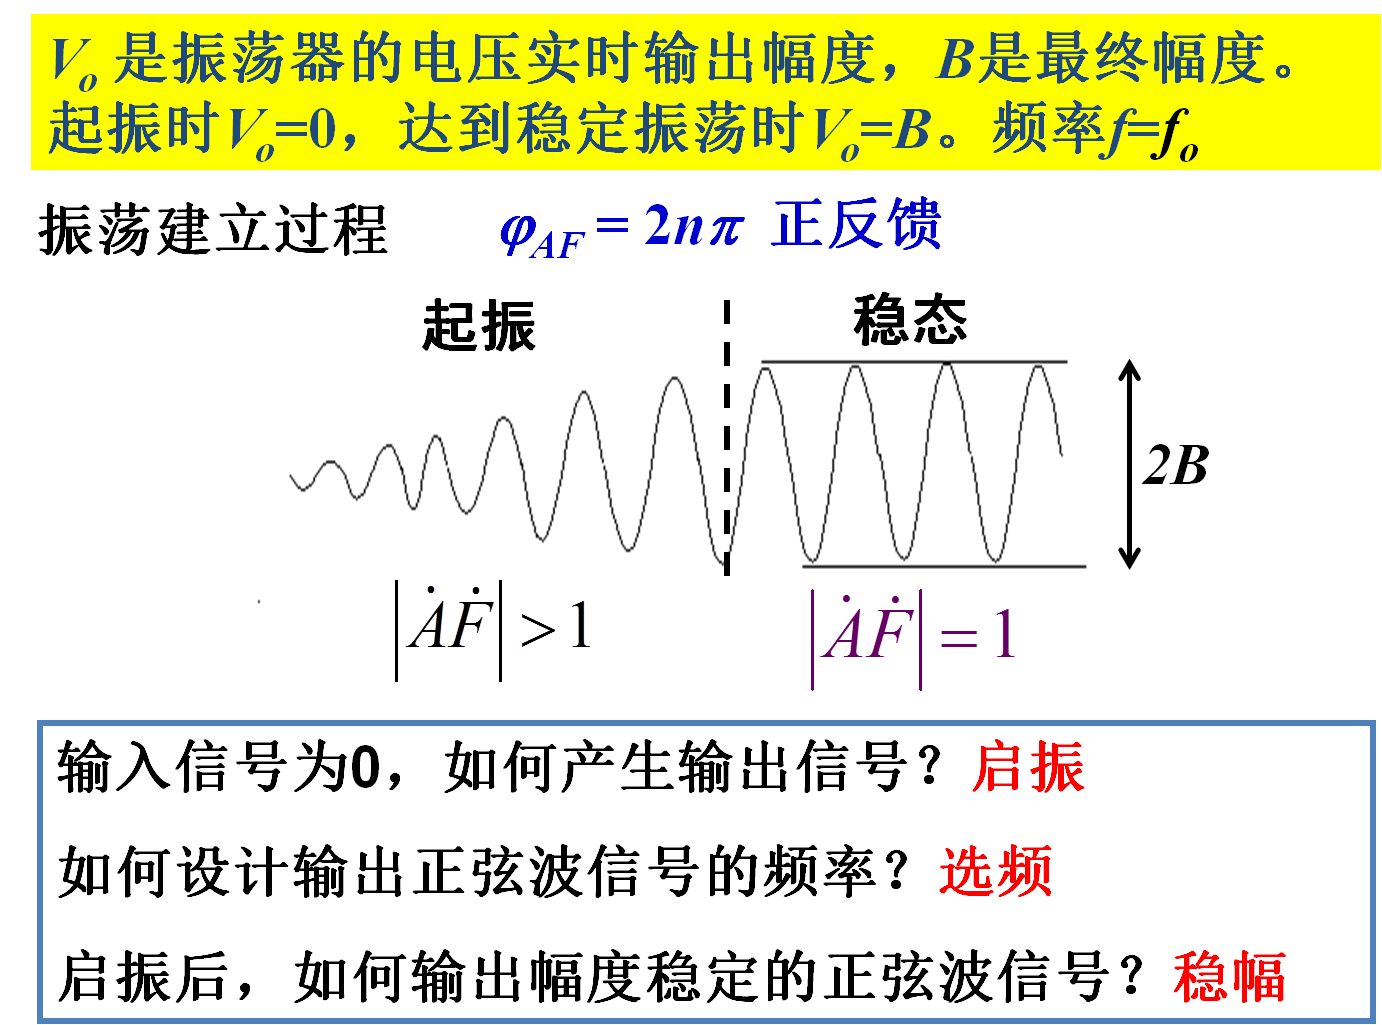 Vo 是振荡器的电压实时输出幅度，B是最终幅度。
起振时Vo=0，达到稳定振荡时Vo=B。频率f=fo
振荡建立过程 φAF = 2nπ 正反馈
起振 稳态
2B
|ȦḞ| > 1 |ȦḞ| = 1
输入信号为0，如何产生输出信号？启振
如何设计输出正弦波信号的频率？选频
启振后，如何输出幅度稳定的正弦波信号？稳幅